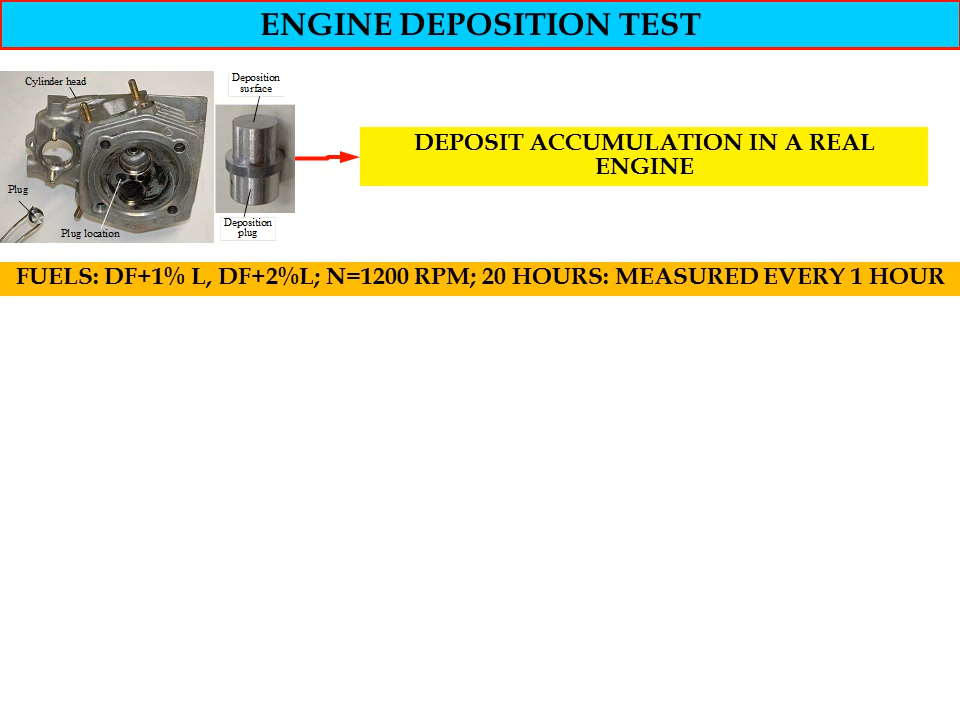 ENGINE DEPOSITION TEST
Cylinder head
Deposition
surface
DEPOSIT ACCUMULATION IN A REAL
ENGINE
Plug
Plug location
Deposition
plug
FUELS: DF+1% L, DF+2%L; N=1200 RPM; 20 HOURS: MEASURED EVERY 1 HOUR